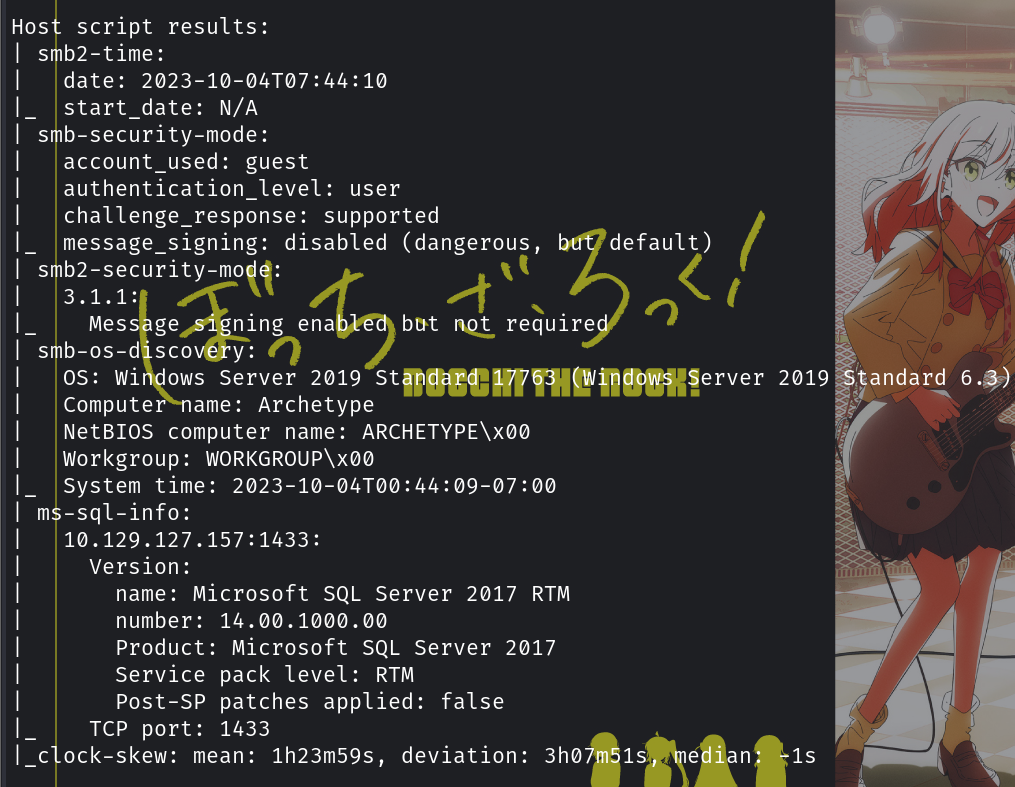 Host script results:
| smb2-time:
|   date: 2023-10-04T07:44:10
|_  start_date: N/A
| smb-security-mode:
|   account_used: guest
|   authentication_level: user
|   challenge_response: supported
|_  message_signing: disabled (dangerous, but default)
| smb2-security-mode:
|   3.1.1:
|_    Message signing enabled but not required
| smb-os-discovery:
|   OS: Windows Server 2019 Standard 17763 (Windows Server 2019 Standard 6.3)
|   Computer name: Archetype
|   NetBIOS computer name: ARCHETYPE\x00
|   Workgroup: WORKGROUP\x00
|_  System time: 2023-10-04T00:44:09-07:00
| ms-sql-info:
|   10.129.127.157:1433:
|     Version:
|       name: Microsoft SQL Server 2017 RTM
|       number: 14.00.1000.00
|       Product: Microsoft SQL Server 2017
|       Service pack level: RTM
|       Post-SP patches applied: false
|_    TCP port: 1433
|_clock-skew: mean: 1h23m59s, deviation: 3h07m51s, median: -1s
ぼっち・ざ・ろっく!
BOCCHI THE ROCK!